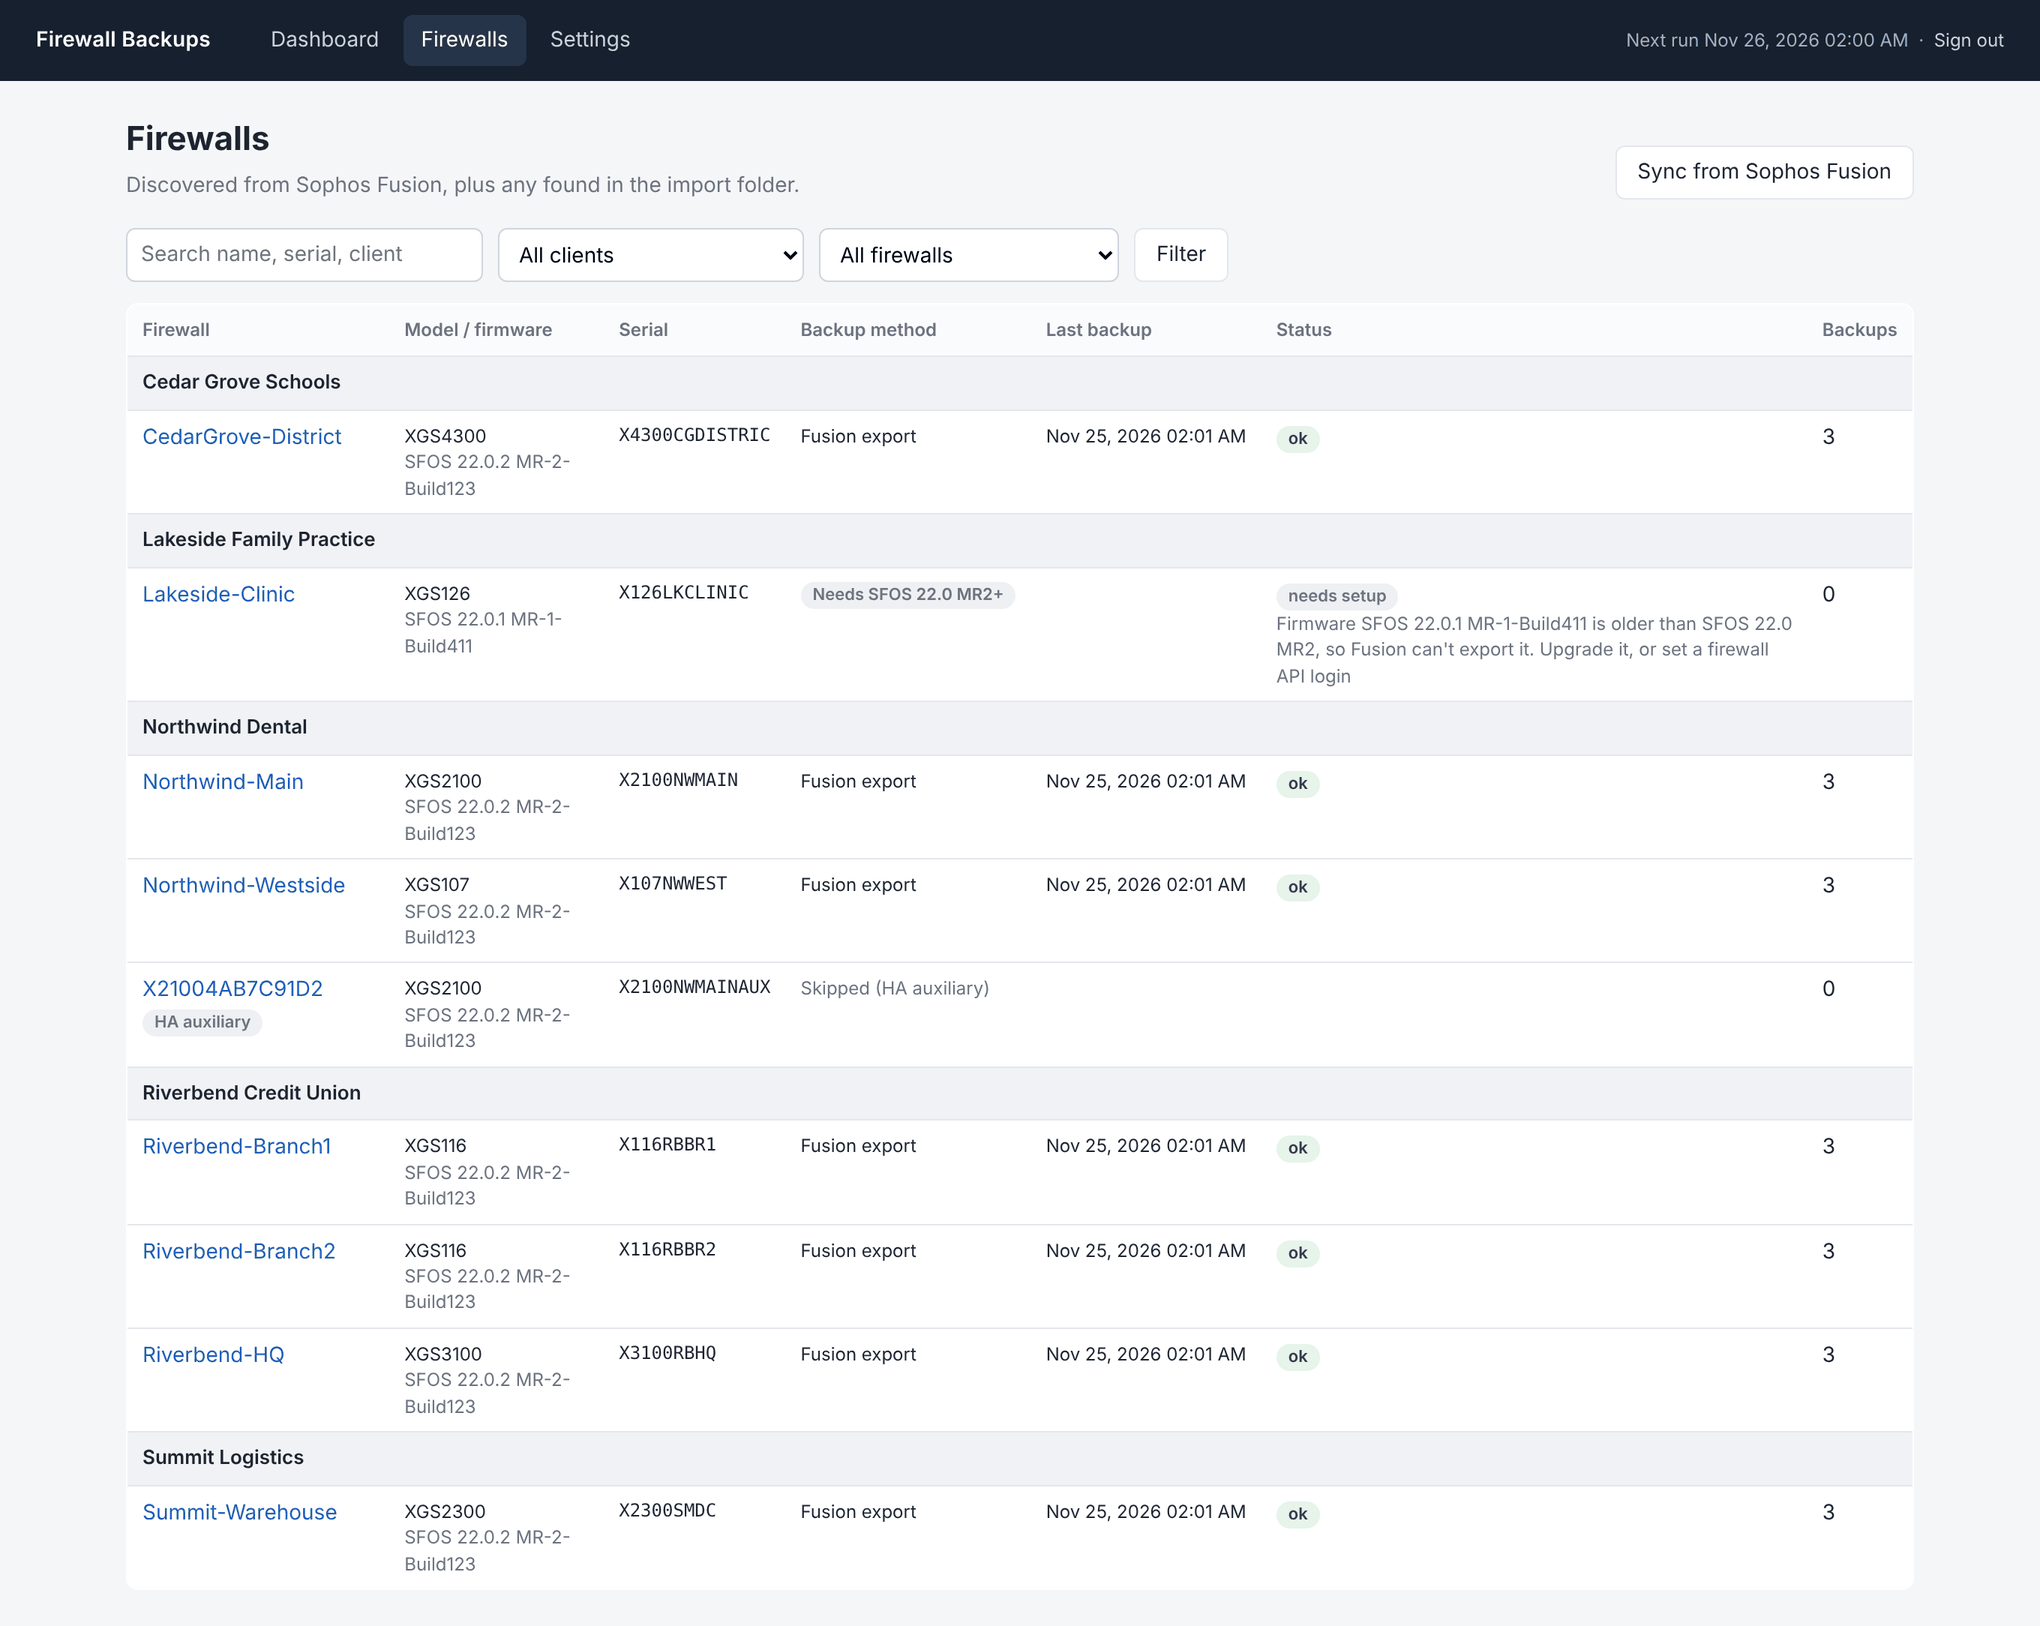 Firewall Backups
Dashboard
Firewalls
Settings
Next run Nov 26, 2026 02:00 AM · Sign out
Firewalls
Discovered from Sophos Fusion, plus any found in the import folder.
Sync from Sophos Fusion
Search name, serial, client
All clients
All firewalls
Filter
Firewall Model / firmware Serial Backup method Last backup Status Backups
Cedar Grove Schools
CedarGrove-District XGS4300 X4300CGDISTRIC Fusion export Nov 25, 2026 02:01 AM ok 3
SFOS 22.0.2 MR-2-
Build123
Lakeside Family Practice
Lakeside-Clinic XGS126 X126LKCLINIC Needs SFOS 22.0 MR2+ needs setup 0
SFOS 22.0.1 MR-1-
Build411
Firmware SFOS 22.0.1 MR-1-Build411 is older than SFOS 22.0
MR2, so Fusion can't export it. Upgrade it, or set a firewall
API login
Northwind Dental
Northwind-Main XGS2100 X2100NWMAIN Fusion export Nov 25, 2026 02:01 AM ok 3
SFOS 22.0.2 MR-2-
Build123
Northwind-Westside XGS107 X107NWWEST Fusion export Nov 25, 2026 02:01 AM ok 3
SFOS 22.0.2 MR-2-
Build123
X21004AB7C91D2 XGS2100 X2100NWMAINAUX Skipped (HA auxiliary) 0
HA auxiliary
SFOS 22.0.2 MR-2-
Build123
Riverbend Credit Union
Riverbend-Branch1 XGS116 X116RBBR1 Fusion export Nov 25, 2026 02:01 AM ok 3
SFOS 22.0.2 MR-2-
Build123
Riverbend-Branch2 XGS116 X116RBBR2 Fusion export Nov 25, 2026 02:01 AM ok 3
SFOS 22.0.2 MR-2-
Build123
Riverbend-HQ XGS3100 X3100RBHQ Fusion export Nov 25, 2026 02:01 AM ok 3
SFOS 22.0.2 MR-2-
Build123
Summit Logistics
Summit-Warehouse XGS2300 X2300SMDC Fusion export Nov 25, 2026 02:01 AM ok 3
SFOS 22.0.2 MR-2-
Build123